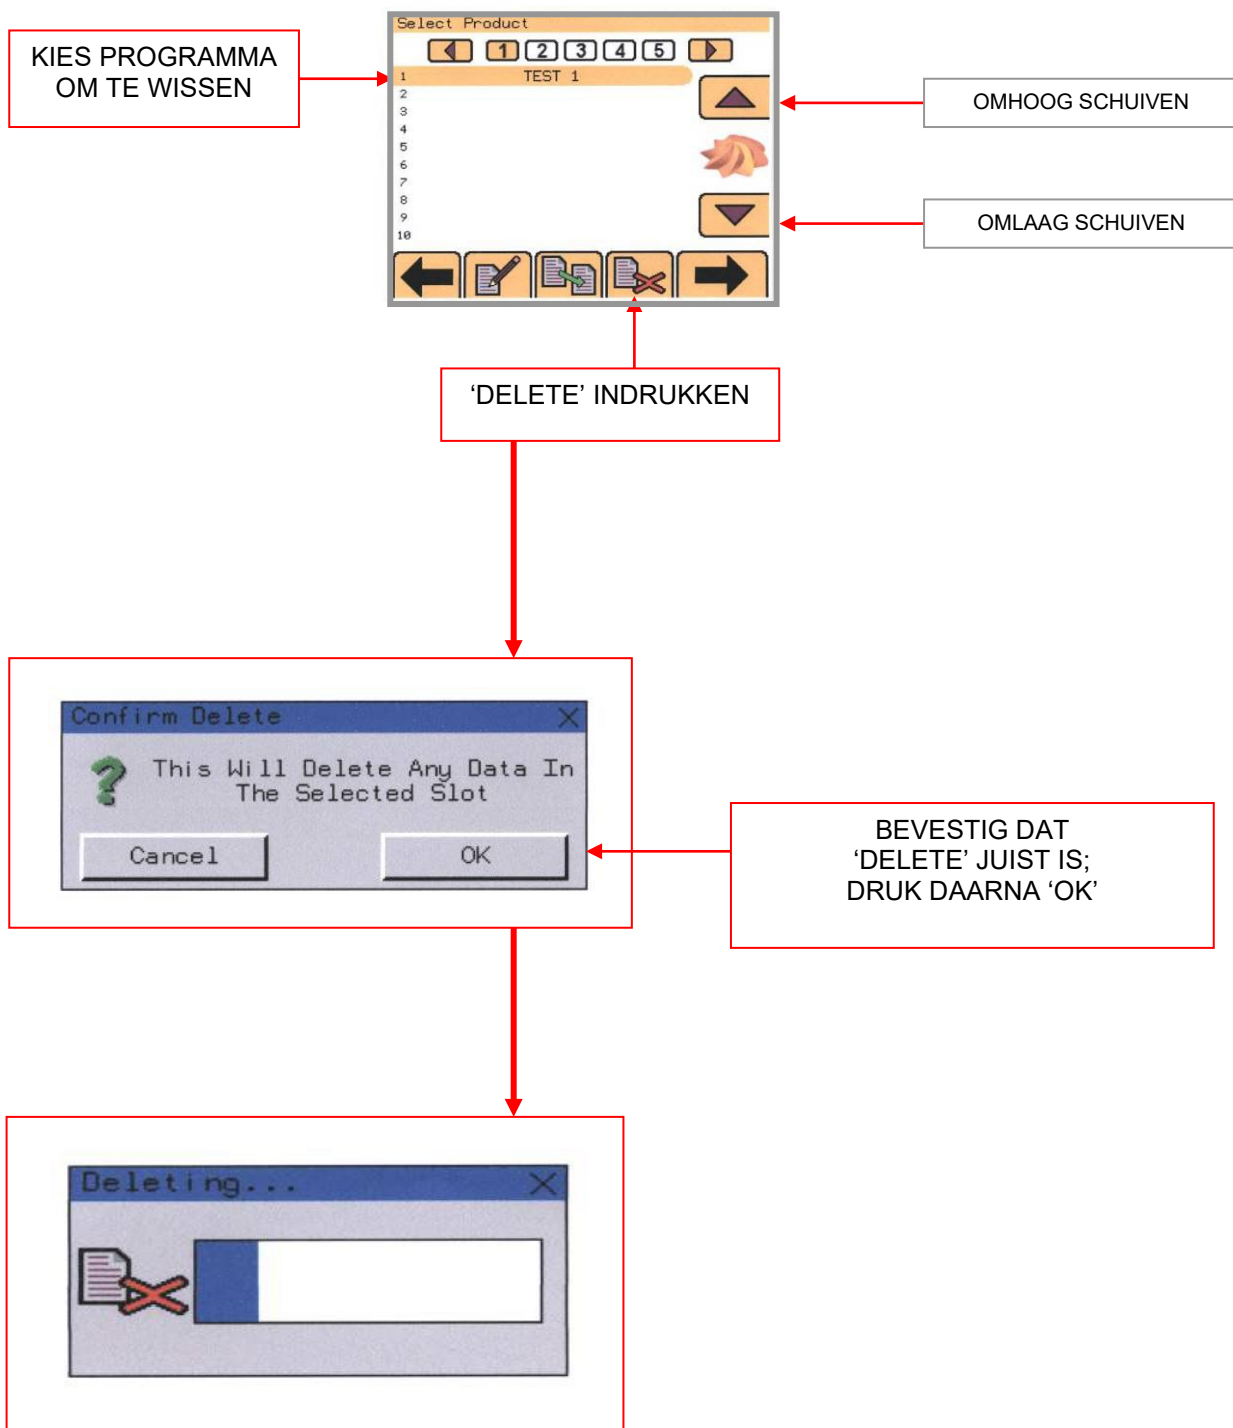 Select Product
KIES PROGRAMMA
OM TE WISSEN
1 2 3 4 5
1 TEST 1
2
3
4
5
6
7
8
9
10
OMHOOG SCHUIVEN
OMLAAG SCHUIVEN
‘DELETE’ INDRUKKEN
Confirm Delete
This Will Delete Any Data In
The Selected Slot
Cancel OK
BEVESTIG DAT
‘DELETE’ JUIST IS;
DRUK DAARNA ‘OK’
Deleting...